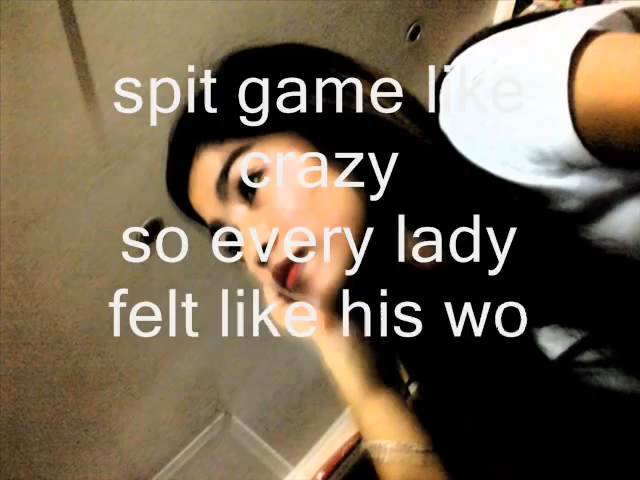 spit game like
crazy
so every lady
felt like his wo